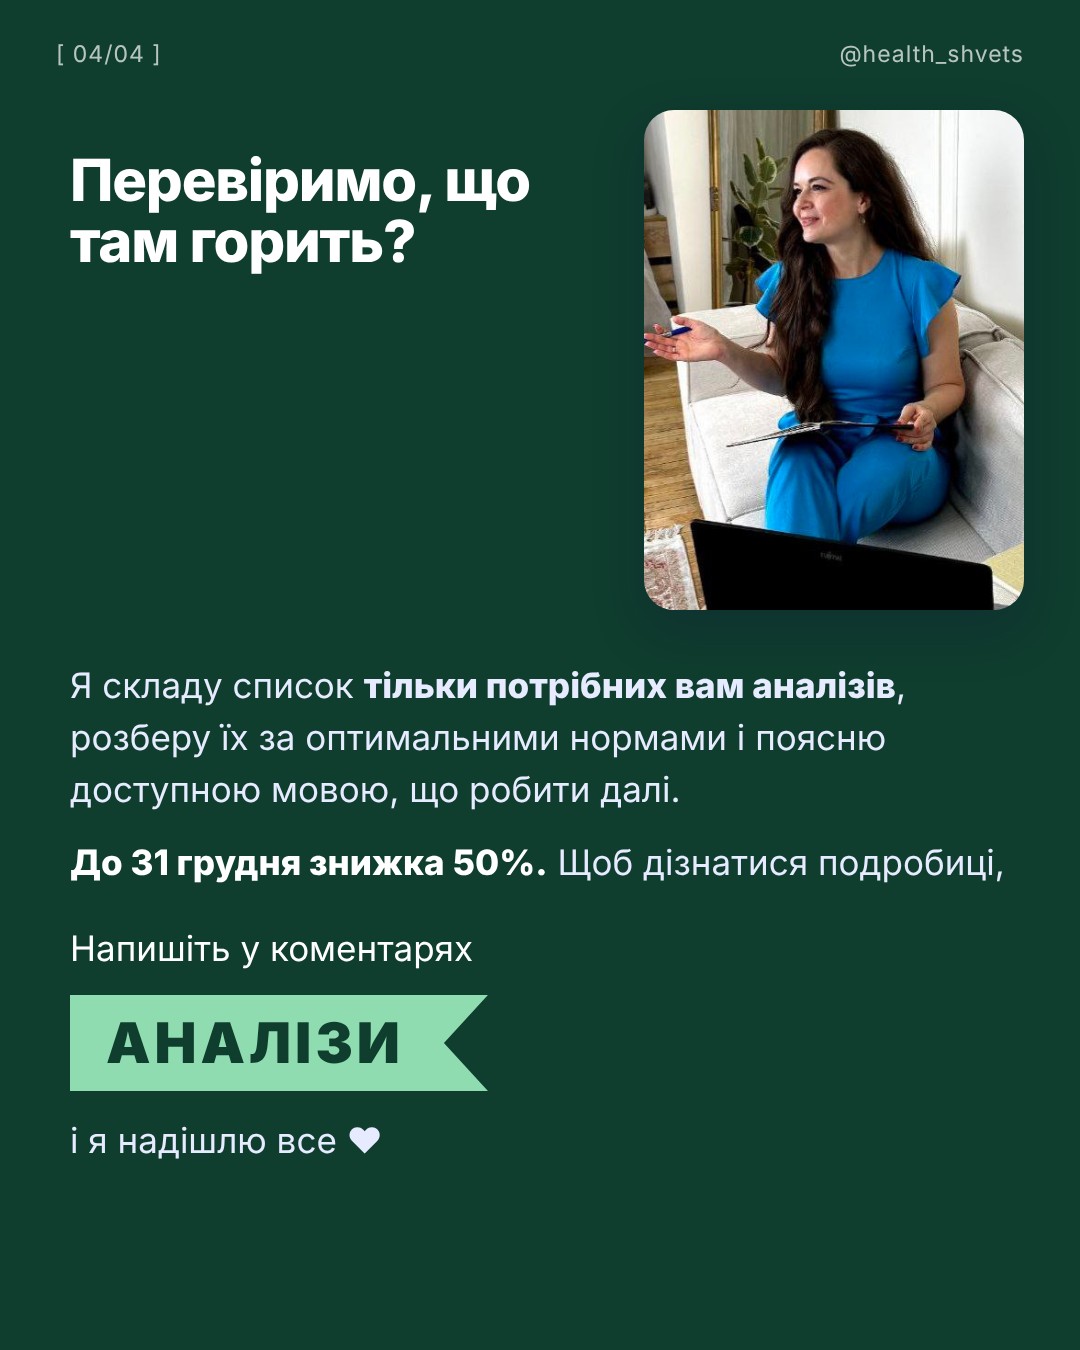 [ 04/04 ]
@health_shvets
Перевіримо, що
там горить?
Я складу список тільки потрібних вам аналізів,
розберу їх за оптимальними нормами і поясню
доступною мовою, що робити далі.
До 31 грудня знижка 50%. Щоб дізнатися подробиці,
Напишіть у коментарях
АНАЛІЗИ
і я надішлю все ♥